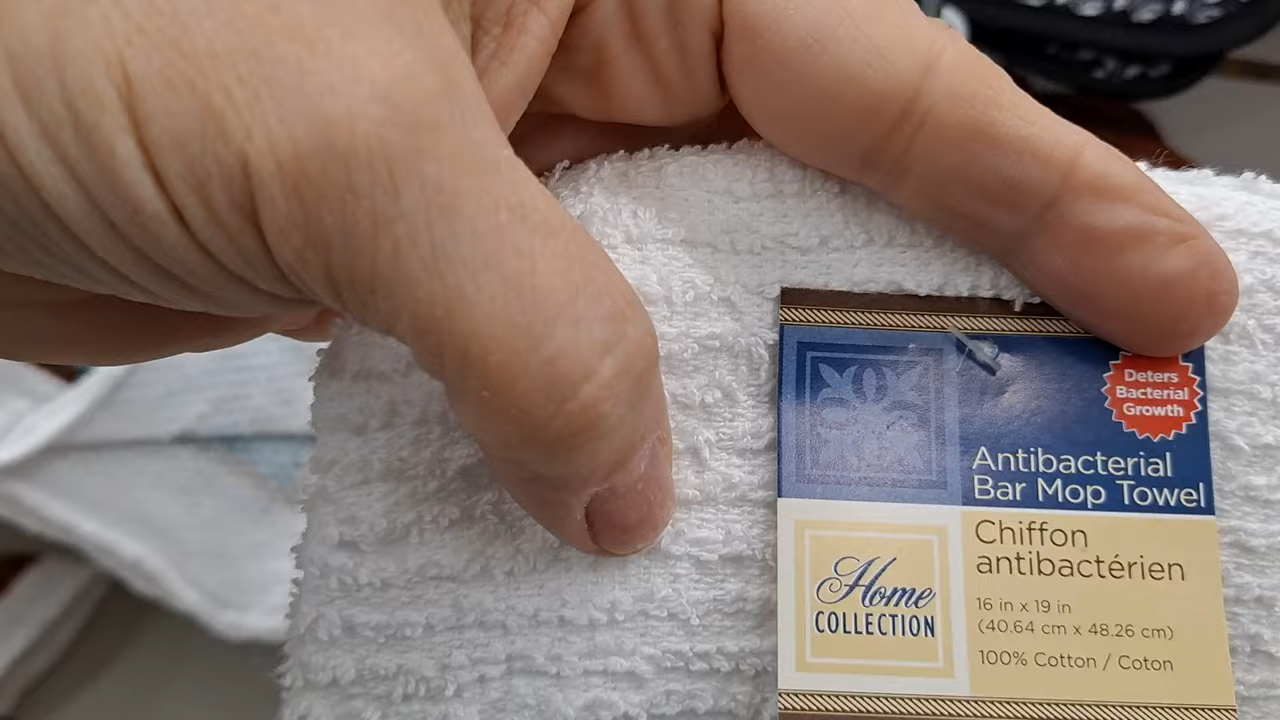 Deters
Bacterial
Growth
Antibacterial
Bar Mop Towel
Chiffon
antibactérien
Home
COLLECTION
16 in x 19 in
(40.64 cm x 48.26 cm)
100% Cotton / Coton